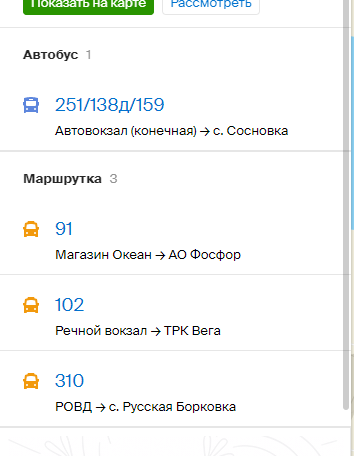 Показать на карте Рассмотреть
Автобус 1
251/138д/159
Автовокзал (конечная) → с. Сосновка
Маршрутка 3
91
Магазин Океан → АО Фосфор
102
Речной вокзал → ТРК Вега
310
РОВД → с. Русская Борковка